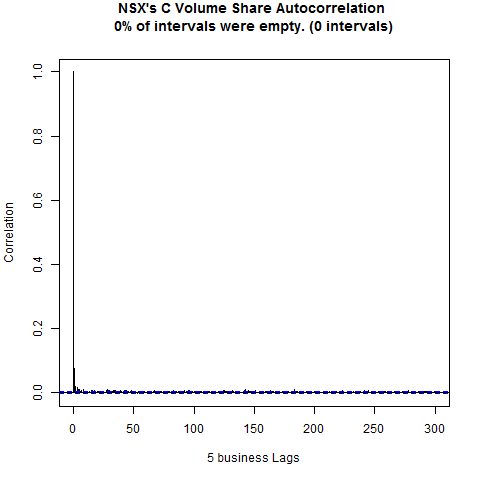 NSX's C Volume Share Autocorrelation
0% of intervals were empty. (0 intervals)
1.0
0.8
0.6
0.4
0.2
0.0
Correlation
0 50 100 150 200 250 300
5 business Lags